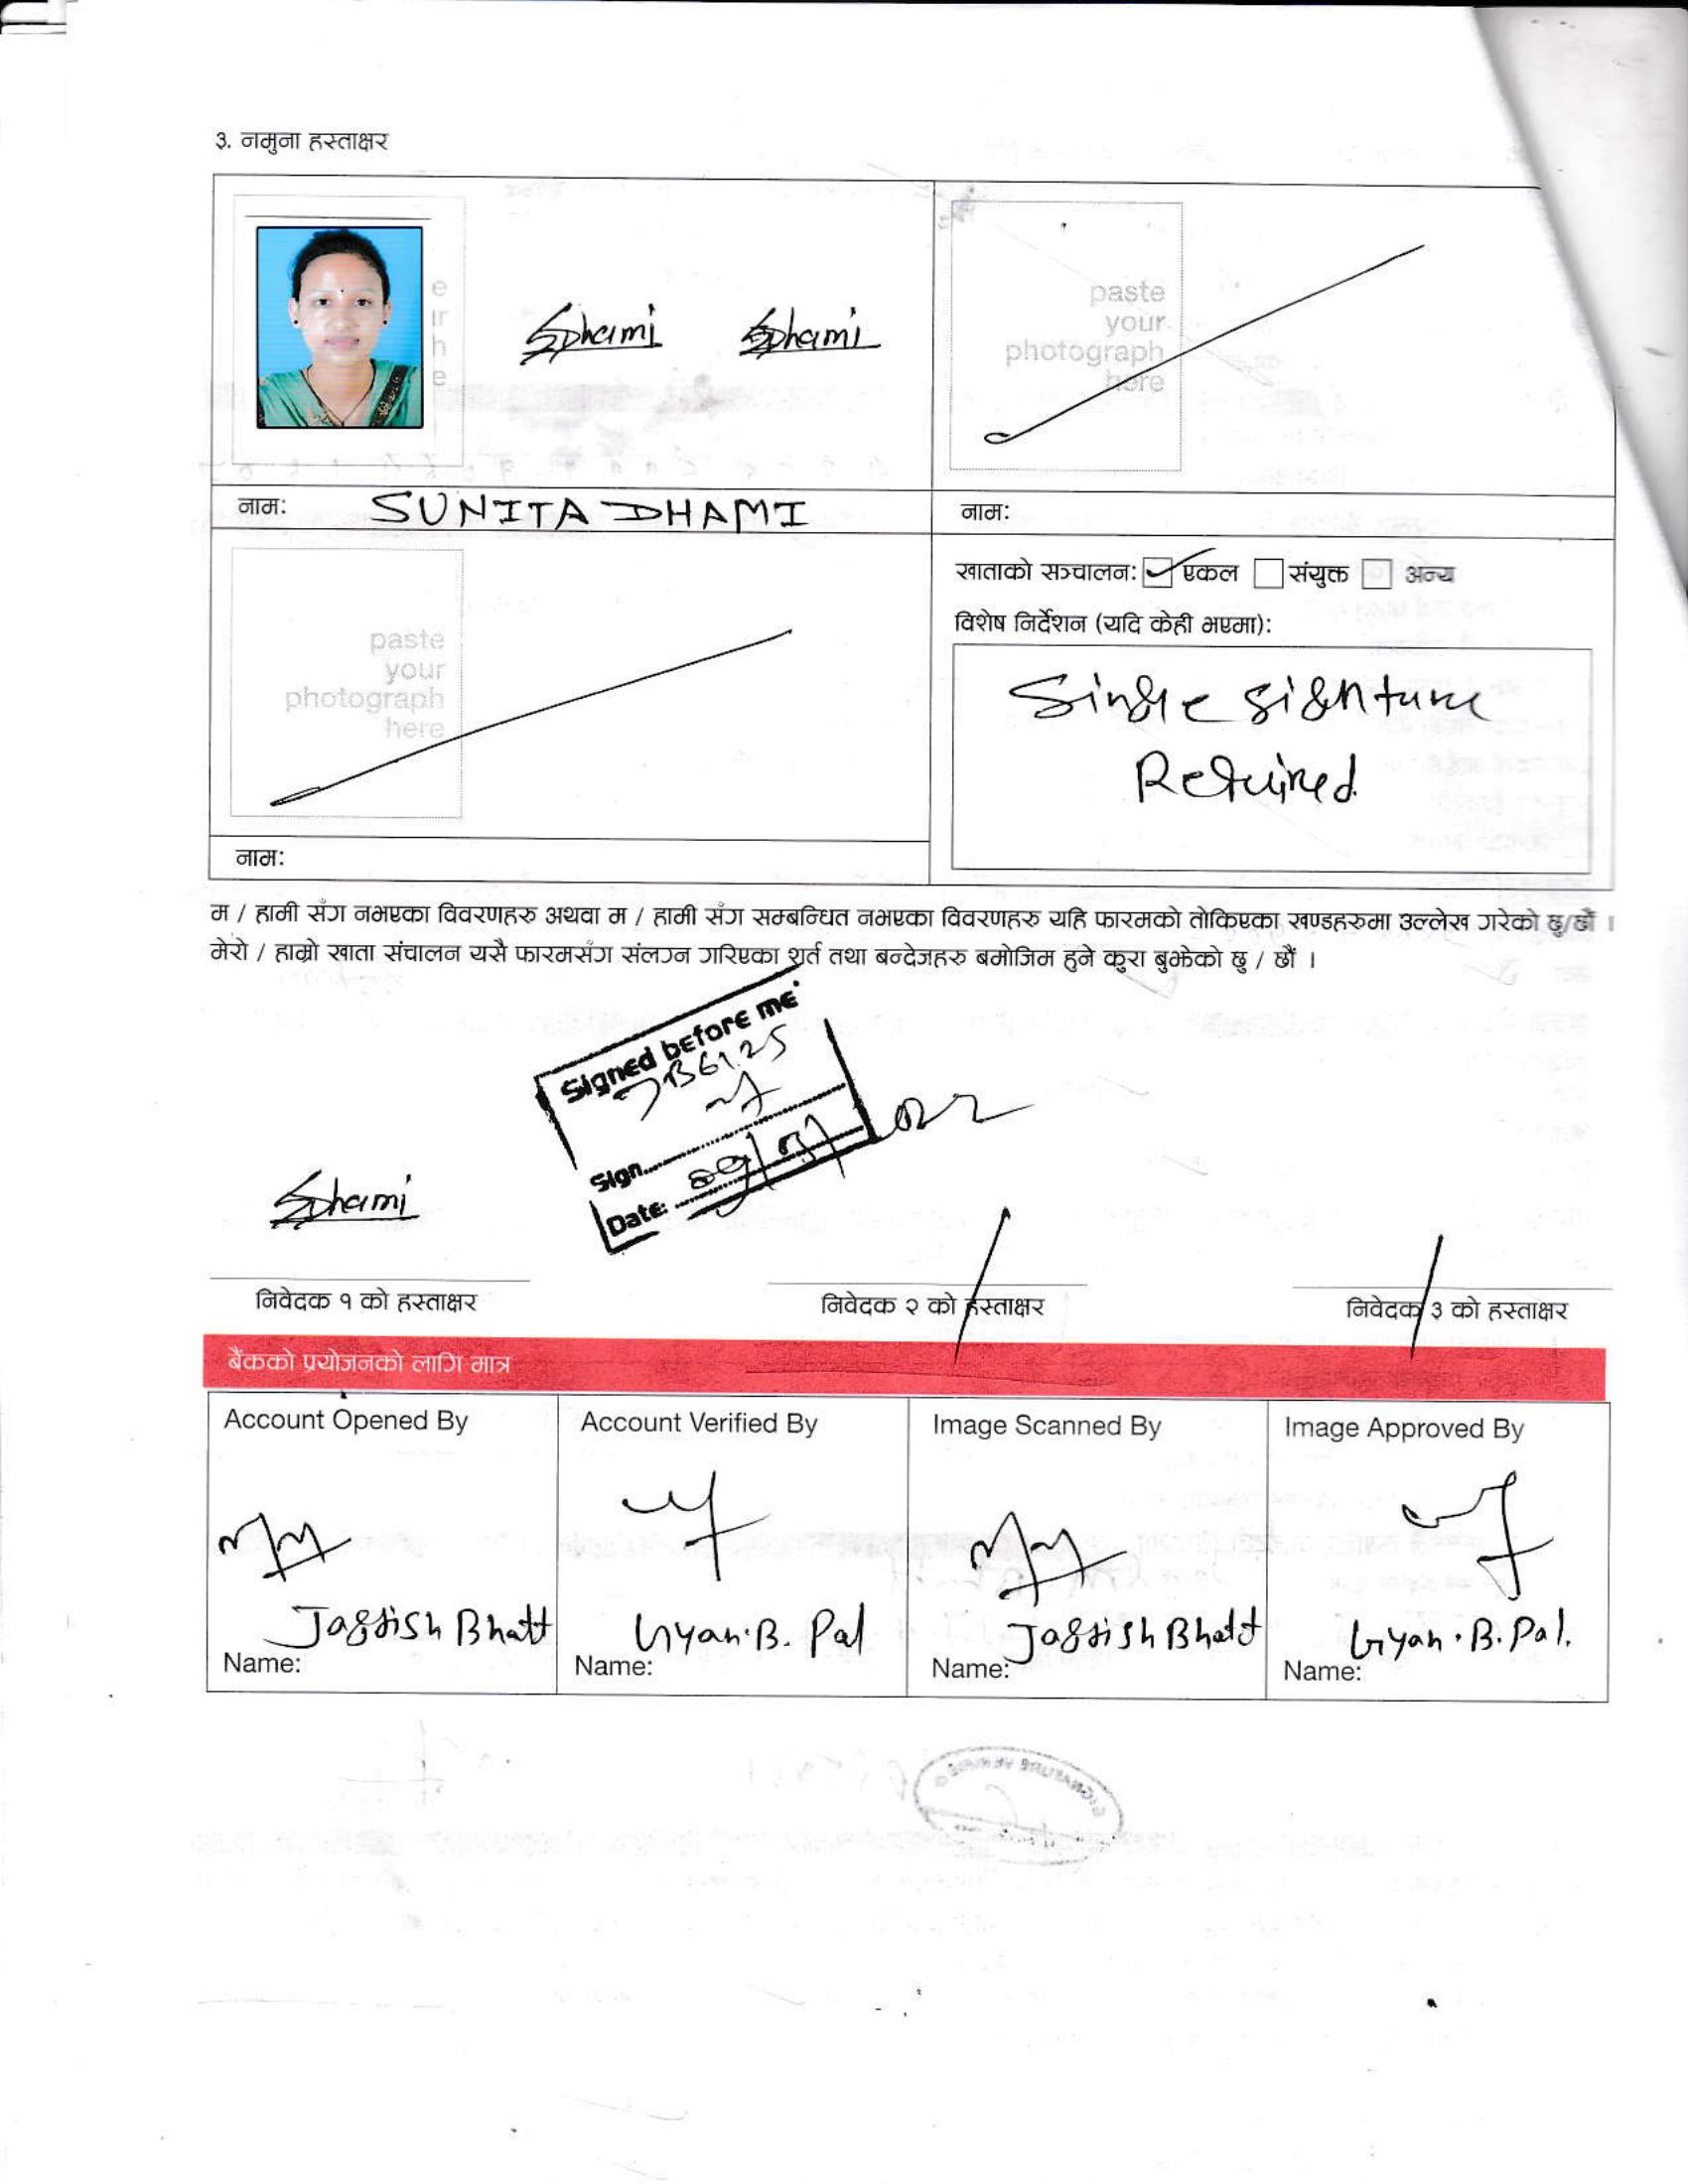 ३. नमुना हस्ताक्षर
e
ur
h
e
SDhami SDhami
paste
your
photograph
here
नाम: SUNITA DHAMI
नाम:
खाताको सञ्चालन: एकल संयुक्त अन्य
विशेष निर्देशन (यदि केही भएमा):
paste
your
photograph
here
Single signture
Required.
नाम:
म / हामी सँग नभएका विवरणहरु अथवा म / हामी सँग सम्बन्धित नभएका विवरणहरु यहि फारमको तोकिएका खण्डहरुमा उल्लेख गरेको छु/छौं ।
मेरो / हाम्रो खाता संचालन यसै फारमसँग संलग्न गरिएका शर्त तथा बन्देजहरु बमोजिम हुने कुरा बुझेको छु / छौं ।
Signed before me
Sign
Date:
SDhami
निवेदक १ को हस्ताक्षर
निवेदक २ को हस्ताक्षर
निवेदक ३ को हस्ताक्षर
बैंकको प्रयोजनको लागि मात्र
Account Opened By
Account Verified By
Image Scanned By
Image Approved By
Jagdish Bhatt
Name:
Gyan.B. Pal
Name:
Jagdish Bhatt
Name:
Gyan.B. Pal.
Name:
SIGNATURE VERIFIED